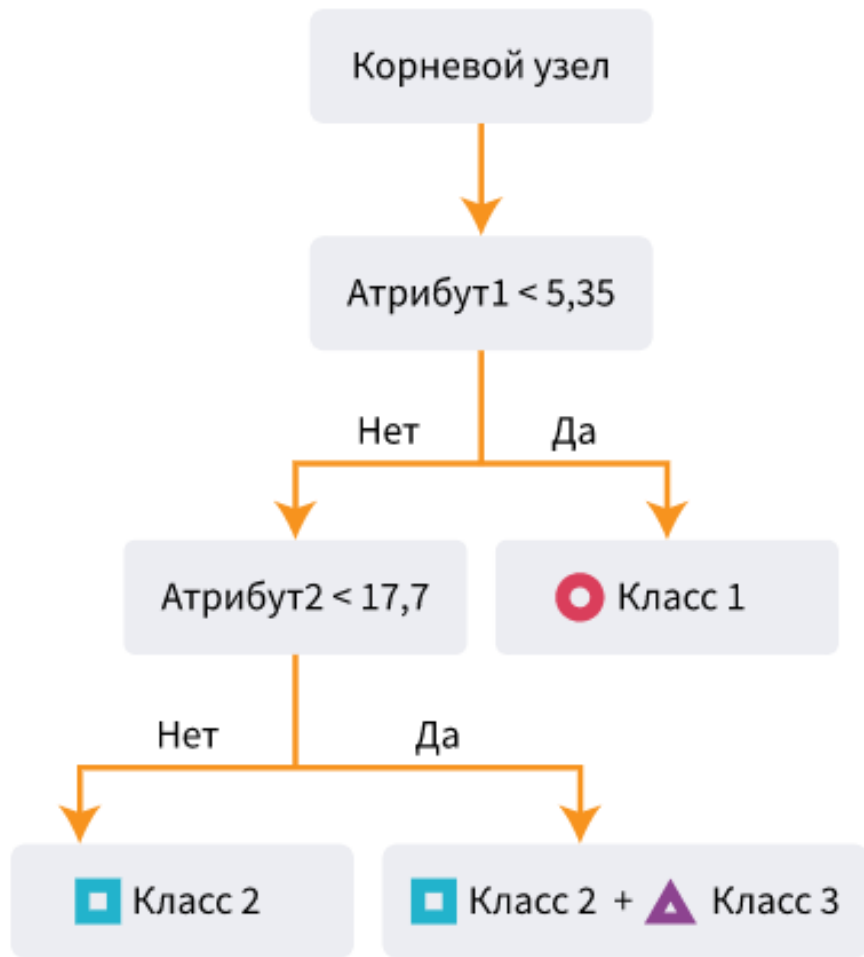 Корневой узел
Атрибут1 < 5,35
Нет
Да
Атрибут2 < 17,7
Класс 1
Нет
Да
Класс 2
Класс 2 + Класс 3